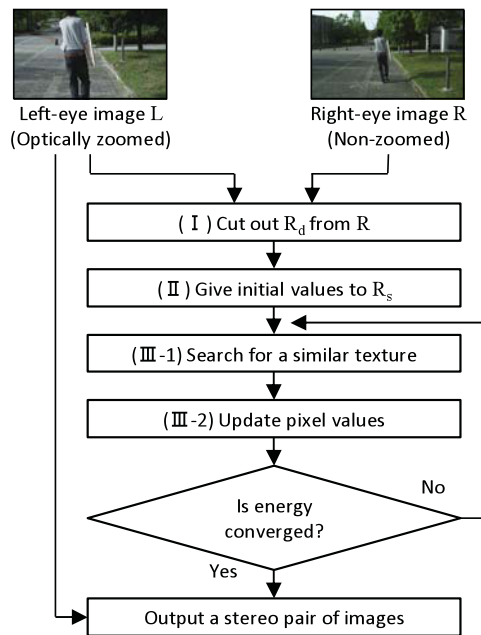 Left-eye image L
(Optically zoomed)
Right-eye image R
(Non-zoomed)
(Ⅰ) Cut out Rd from R
(Ⅱ) Give initial values to Rs
(Ⅲ-1) Search for a similar texture
(Ⅲ-2) Update pixel values
Is energy
converged?
No
Yes
Output a stereo pair of images